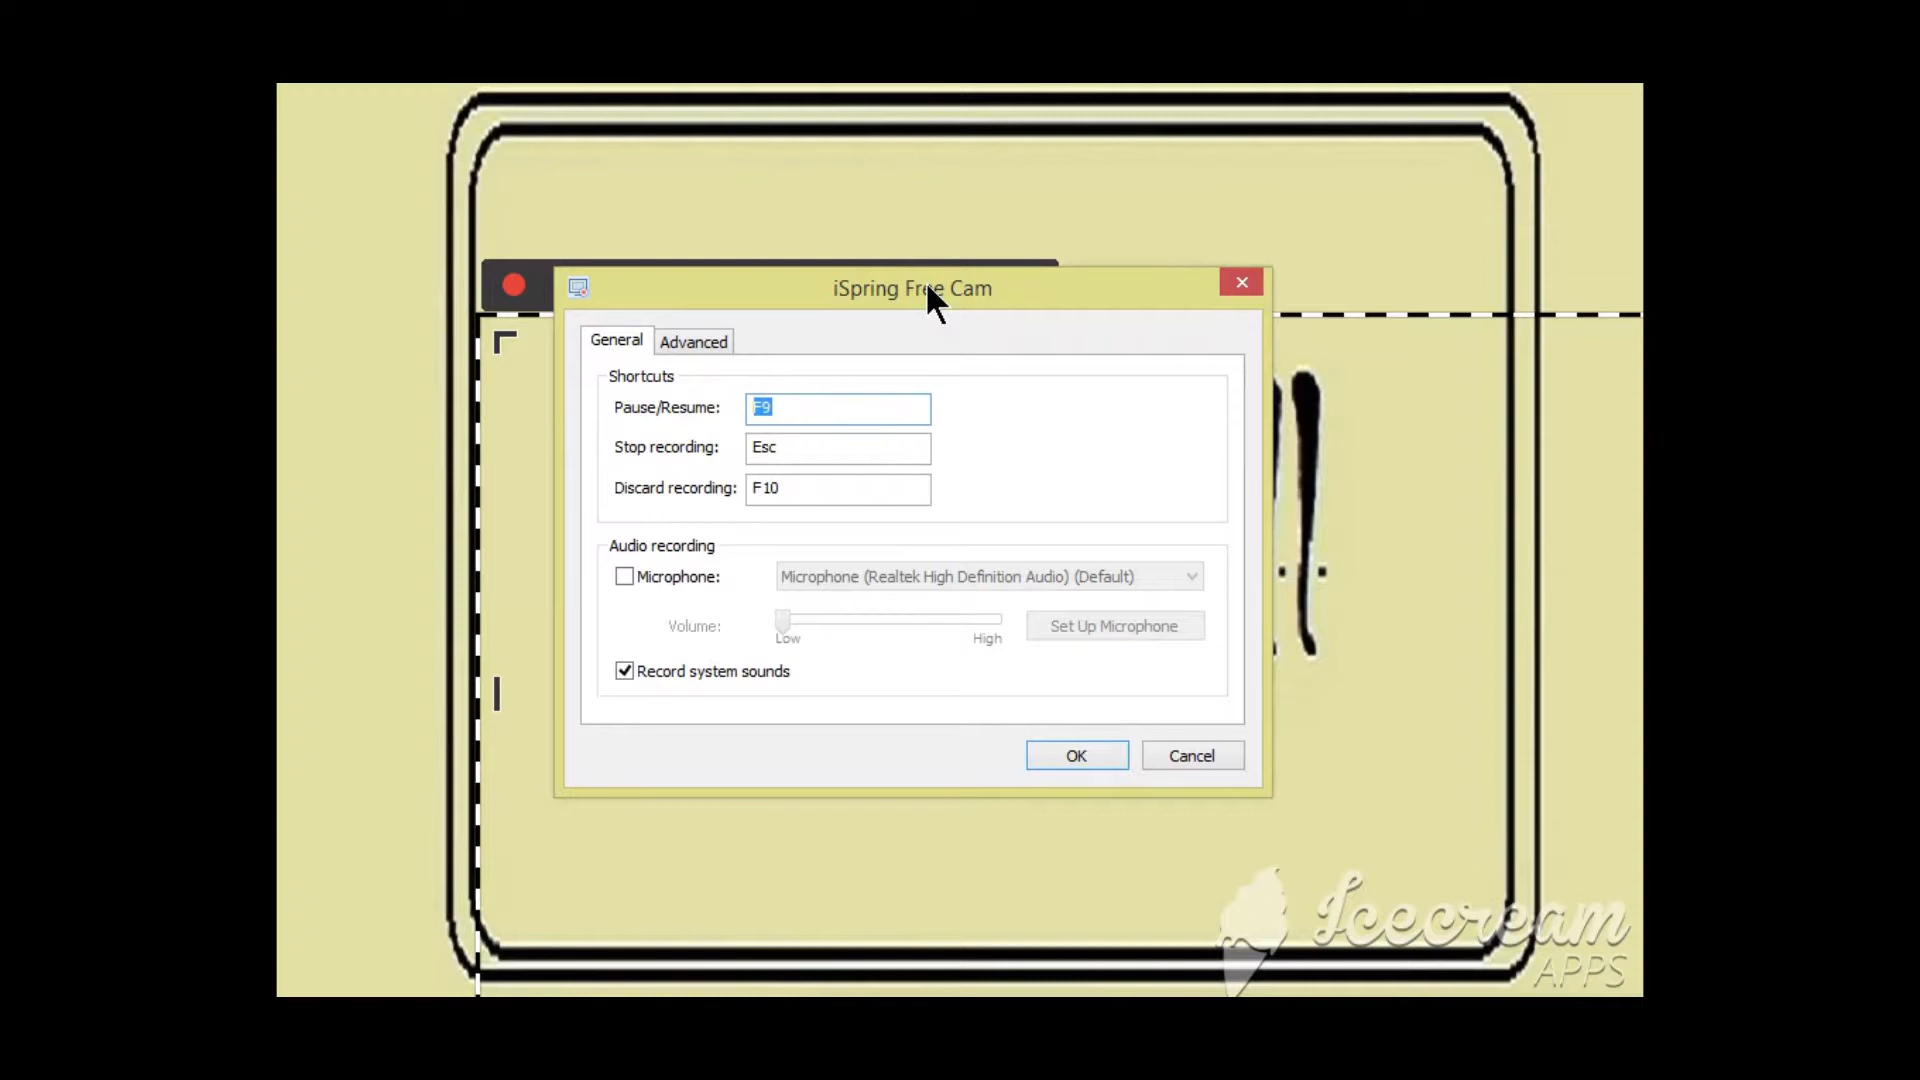 iSpring Free Cam
General
Advanced
Shortcuts
Pause/Resume:
F9
Stop recording:
Esc
Discard recording:
F10
Audio recording
Microphone:
Microphone (Realtek High Definition Audio) (Default)
Volume:
Low
High
Set Up Microphone
Record system sounds
OK
Cancel
Icecream
APPS